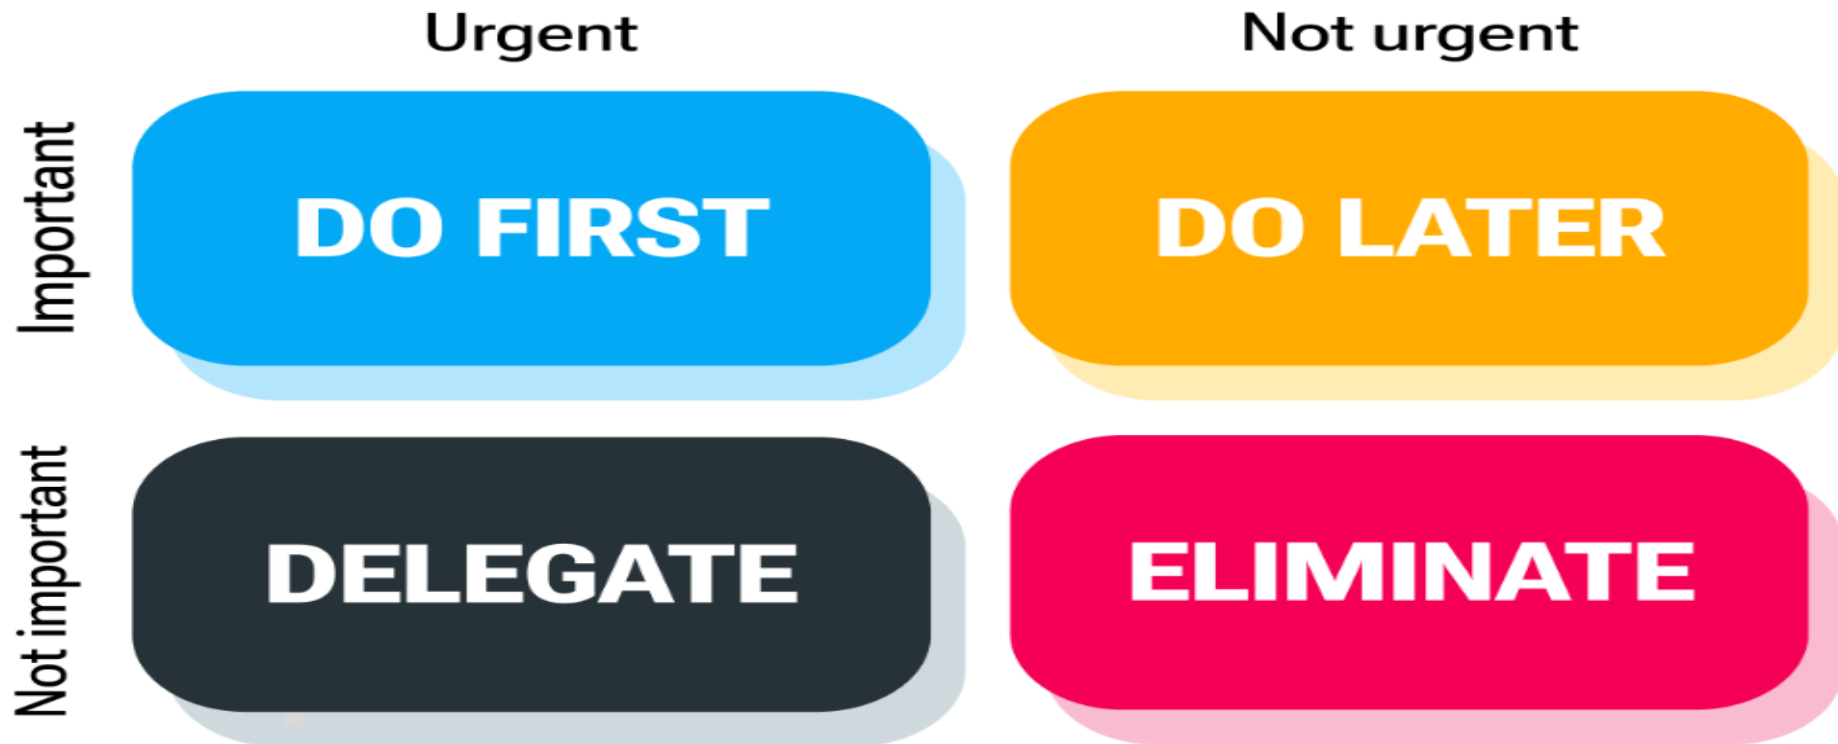 Urgent
Not urgent
Important
DO FIRST
DO LATER
Not important
DELEGATE
ELIMINATE